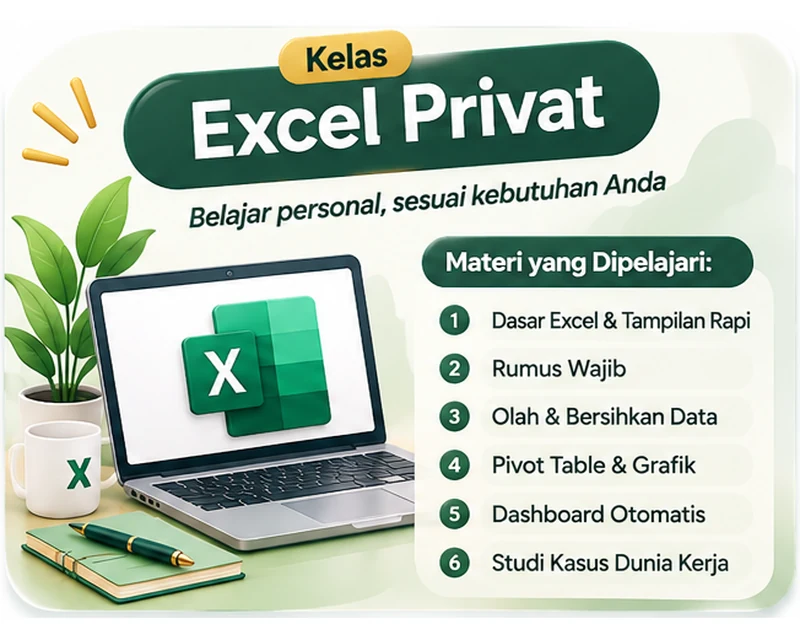 Kelas
Excel Privat
Belajar personal, sesuai kebutuhan Anda
Materi yang Dipelajari:
1 Dasar Excel & Tampilan Rapi
2 Rumus Wajib
3 Olah & Bersihkan Data
4 Pivot Table & Grafik
5 Dashboard Otomatis
6 Studi Kasus Dunia Kerja
X
X